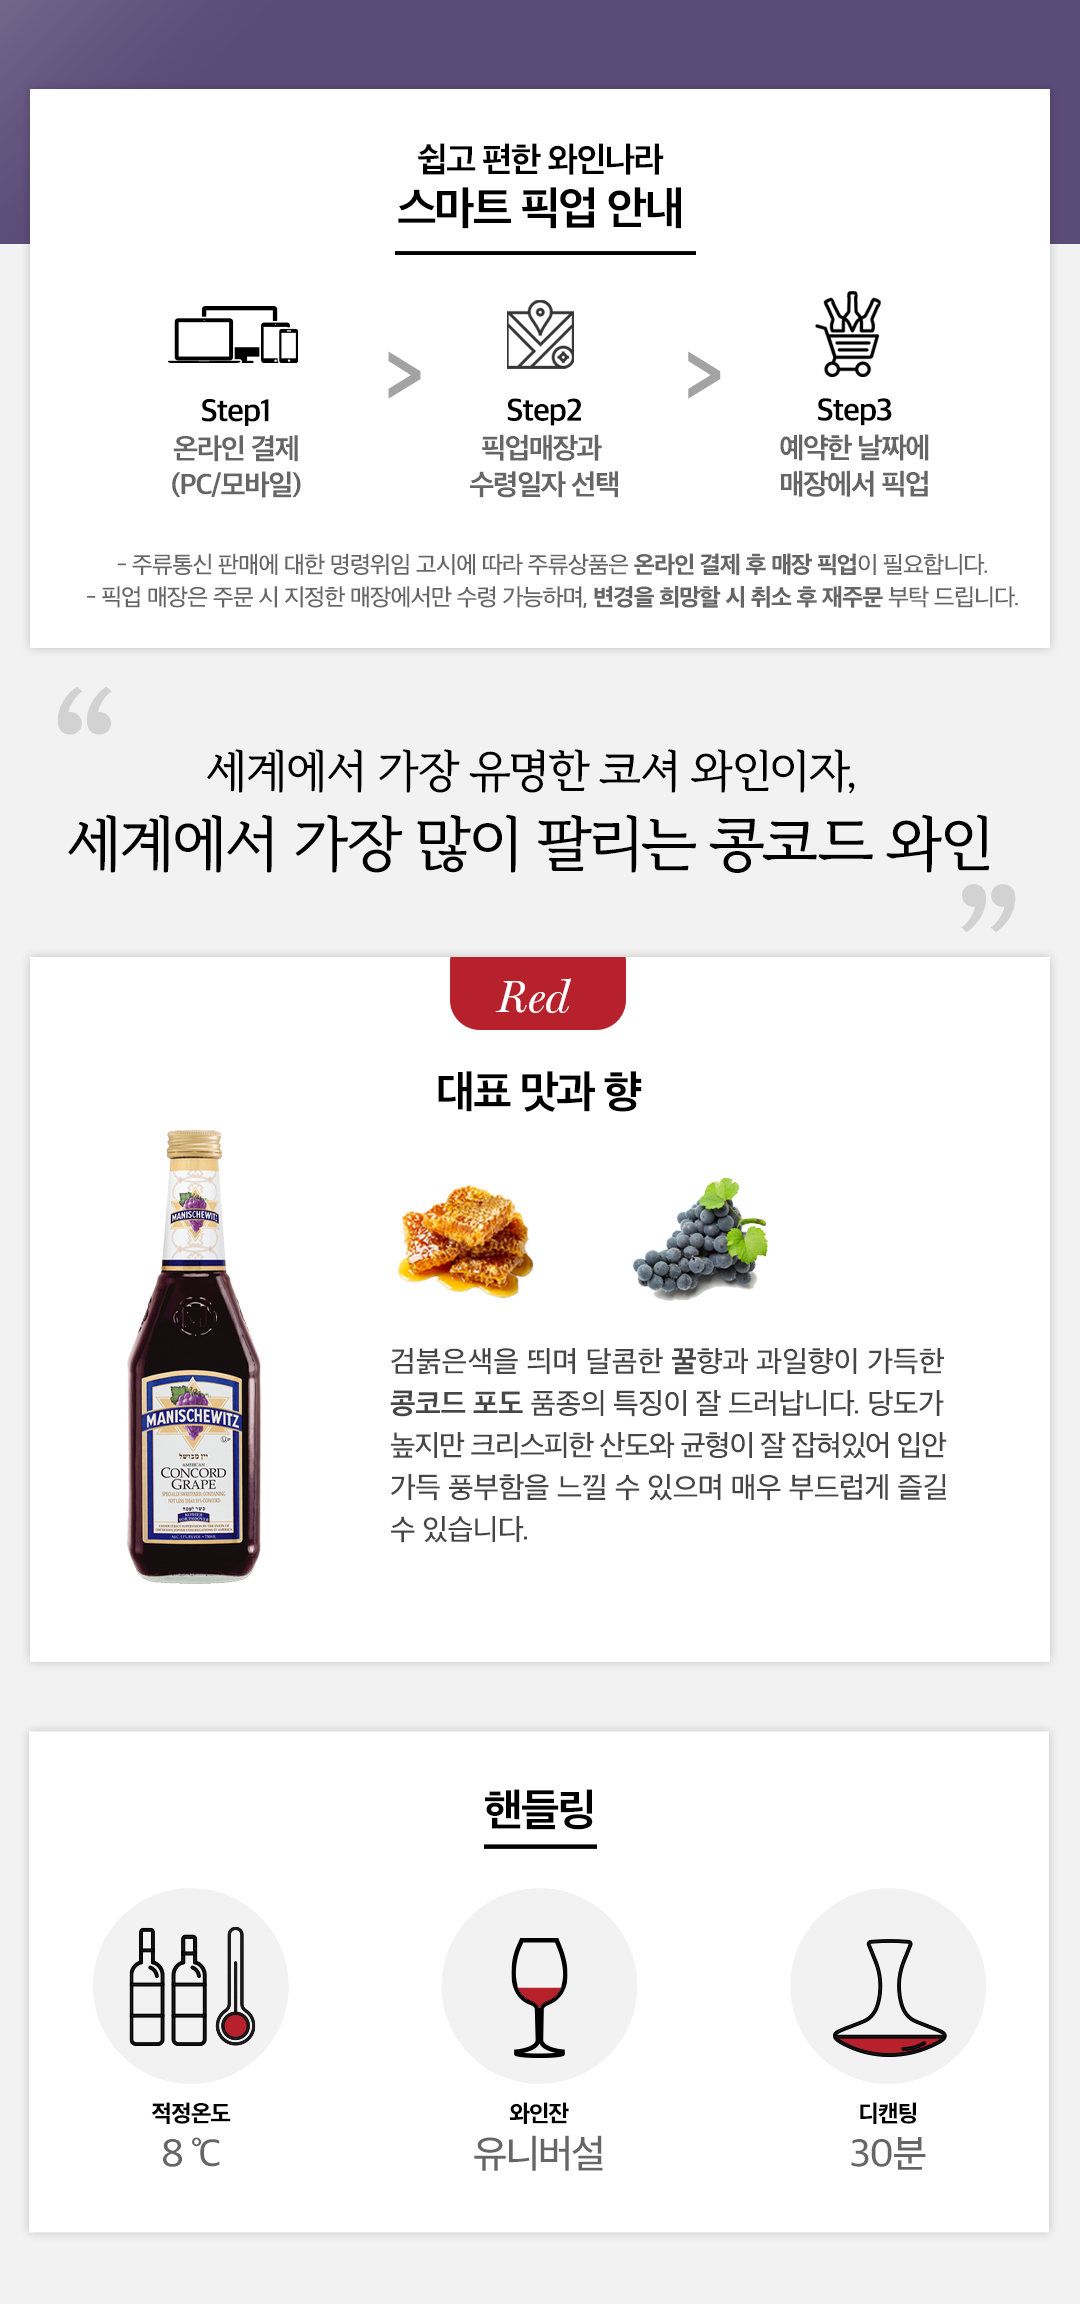 쉽고 편한 와인나라
스마트 픽업 안내
Step1
온라인 결제
(PC/모바일)
>
Step2
픽업매장과
수령일자 선택
>
Step3
예약한 날짜에
매장에서 픽업
- 주류통신 판매에 대한 명령위임 고시에 따라 주류상품은 온라인 결제 후 매장 픽업이 필요합니다.
- 픽업 매장은 주문 시 지정한 매장에서만 수령 가능하며, 변경을 희망할 시 취소 후 재주문 부탁 드립니다.
“
세계에서 가장 유명한 코셔 와인이자,
세계에서 가장 많이 팔리는 콩코드 와인
”
Red
대표 맛과 향
MANISCHEWITZ
MANISCHEWITZ
יין מבושל
AMERICAN
CONCORD
GRAPE
SPECIALLY SWEETENED, CONTAINING
NOT LESS THAN 51% CONCORD
검붉은색을 띄며 달콤한 꿀향과 과일향이 가득한
콩코드 포도 품종의 특징이 잘 드러납니다. 당도가
높지만 크리스피한 산도와 균형이 잘 잡혀있어 입안
가득 풍부함을 느낄 수 있으며 매우 부드럽게 즐길
수 있습니다.
핸들링
적정온도
8 ℃
와인잔
유니버설
디캔팅
30분